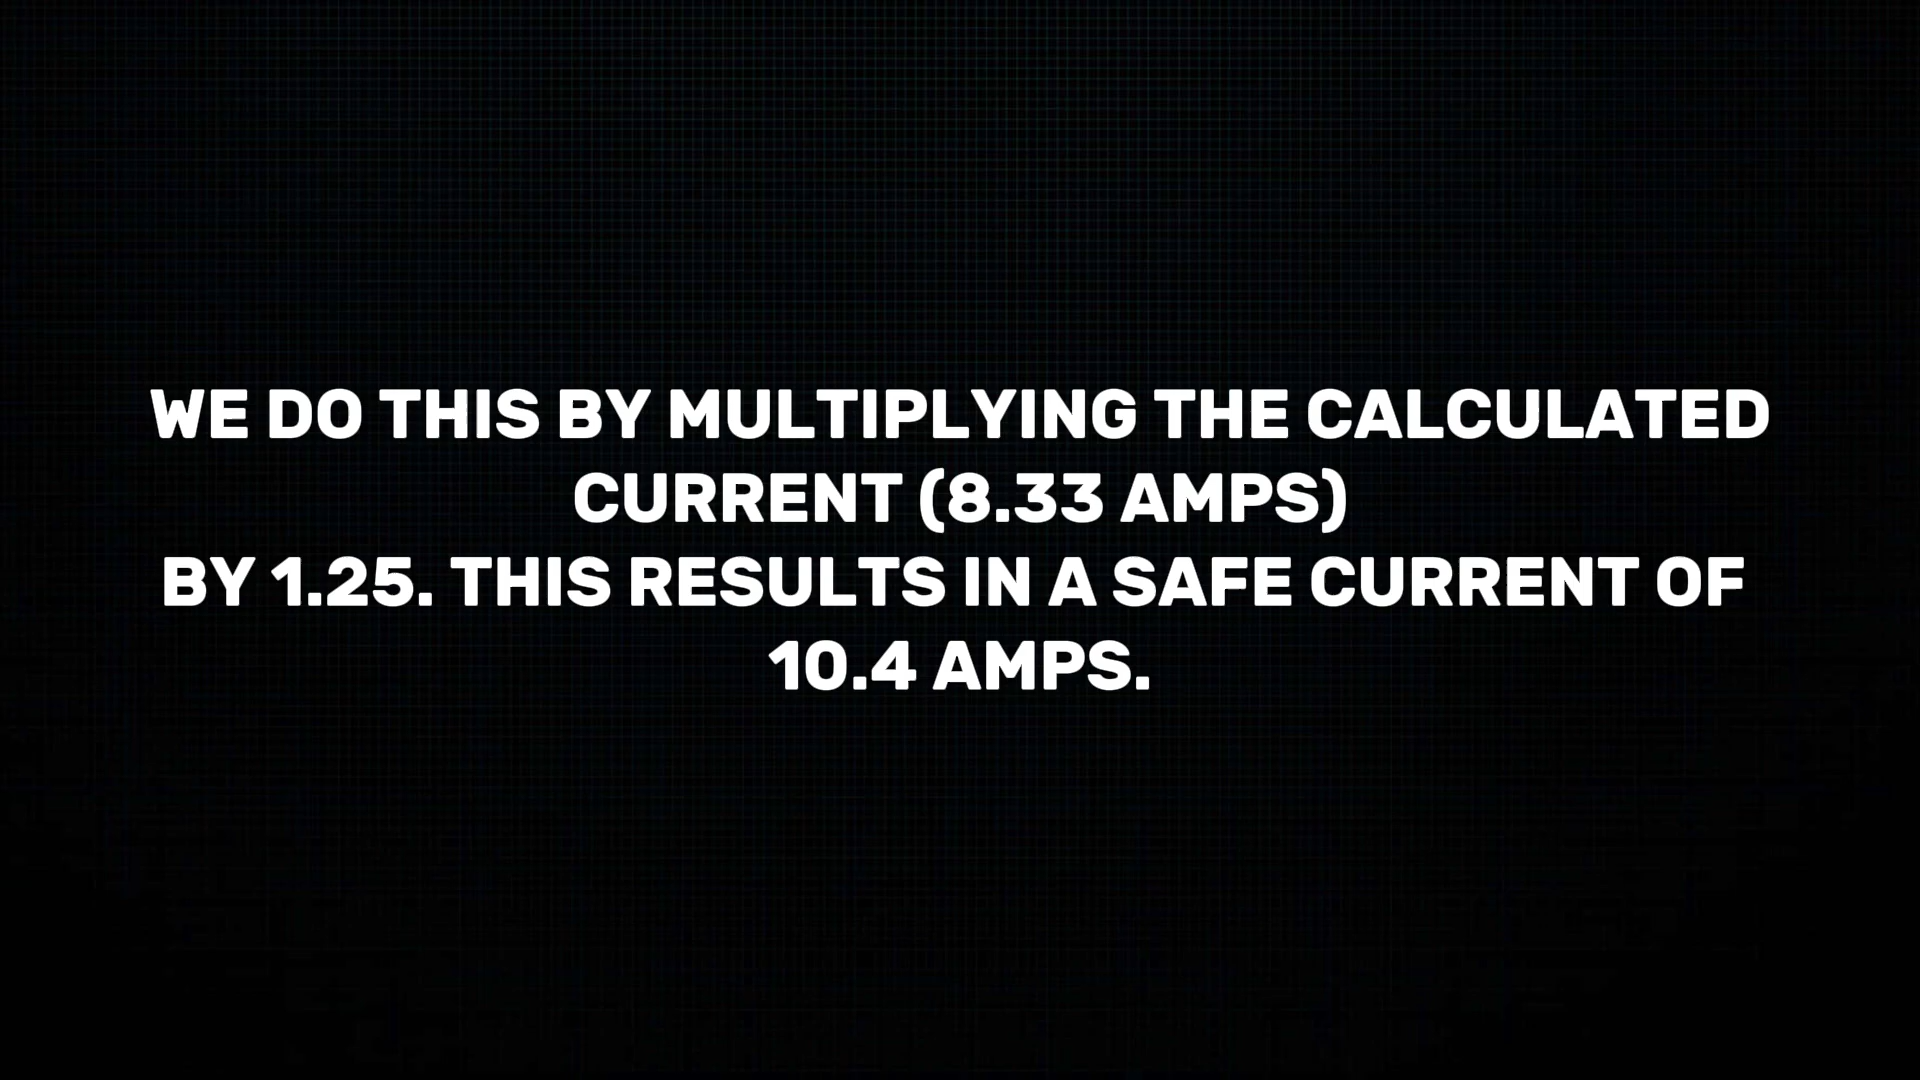 WE DO THIS BY MULTIPLYING THE CALCULATED
CURRENT (8.33 AMPS)
BY 1.25. THIS RESULTS IN A SAFE CURRENT OF
10.4 AMPS.